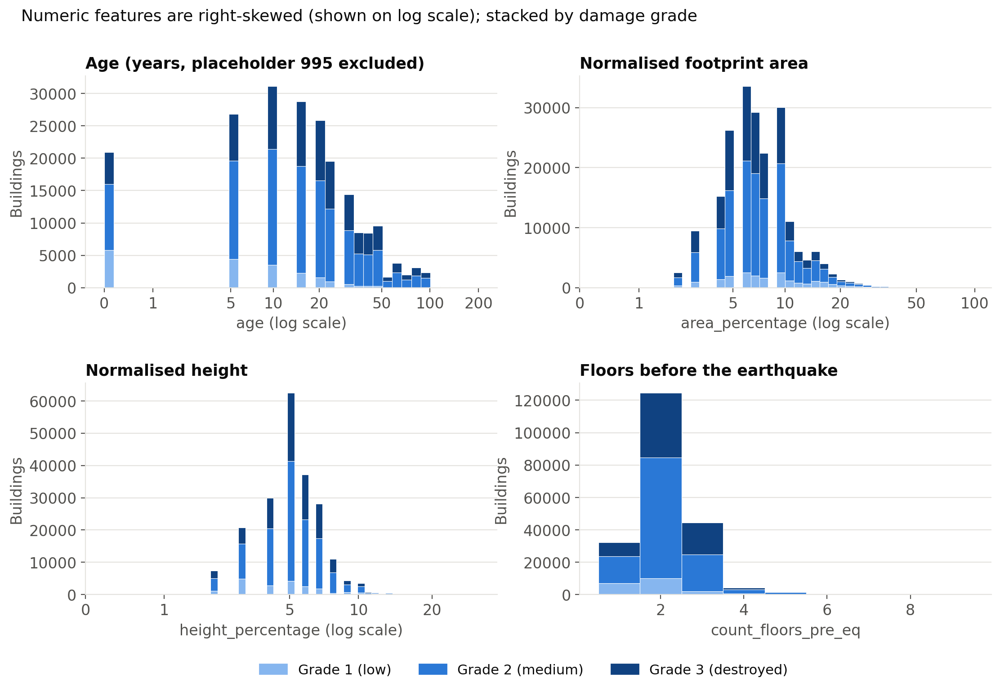 Numeric features are right-skewed (shown on log scale); stacked by damage grade
Age (years, placeholder 995 excluded)
Buildings
30000
25000
20000
15000
10000
5000
0
0 1 5 10 20 50 100 200
age (log scale)
Normalised footprint area
Buildings
30000
20000
10000
0
0 1 5 10 20 50 100
area_percentage (log scale)
Normalised height
Buildings
60000
50000
40000
30000
20000
10000
0
0 1 5 10 20
height_percentage (log scale)
Floors before the earthquake
Buildings
120000
100000
80000
60000
40000
20000
0
2 4 6 8
count_floors_pre_eq
Grade 1 (low) Grade 2 (medium) Grade 3 (destroyed)